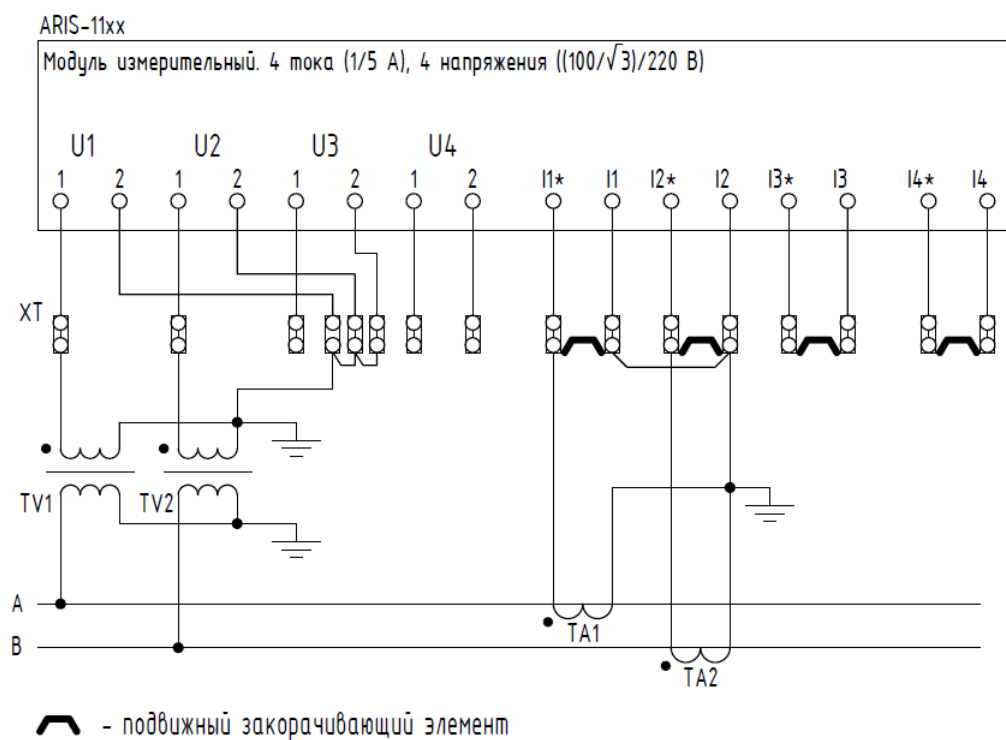 ARIS-11xx
Модуль измерительный. 4 тока (1/5 А), 4 напряжения ((100/√3)/220 В)
U1 U2 U3 U4
1 2 1 2 1 2 1 2 I1* I1 I2* I2 I3* I3 I4* I4
XT
TV1 TV2
A
TA1
B
TA2
- подвижный закорачивающий элемент